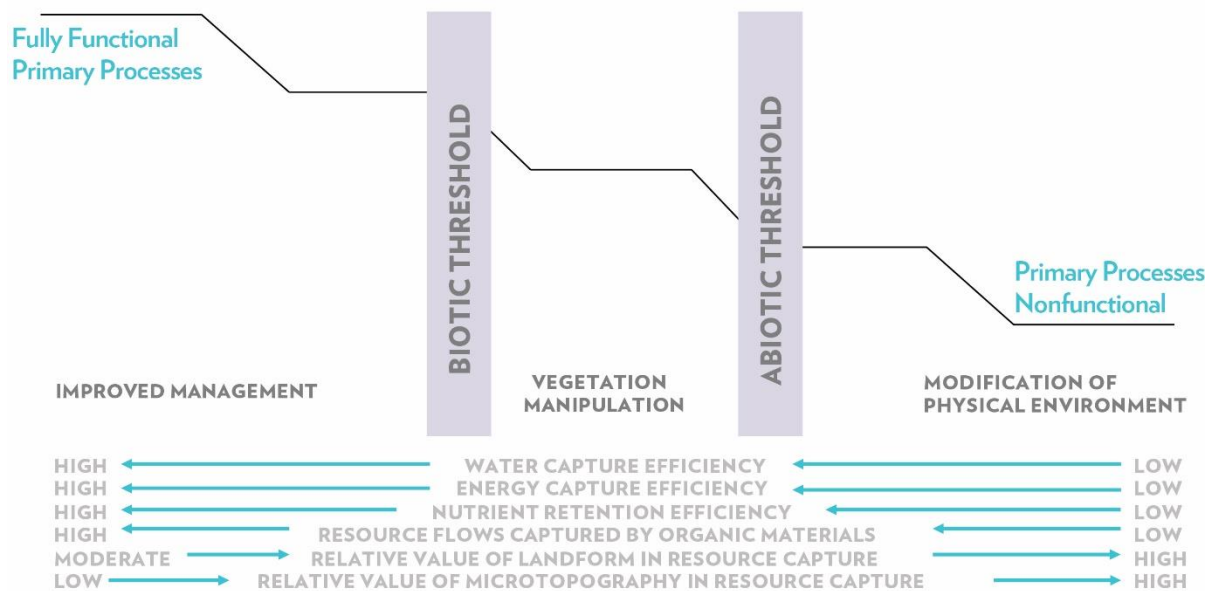 Fully Functional
Primary Processes
BIOTIC THRESHOLD
ABIOTIC THRESHOLD
Primary Processes
Nonfunctional
IMPROVED MANAGEMENT
VEGETATION
MANIPULATION
MODIFICATION OF
PHYSICAL ENVIRONMENT
HIGH WATER CAPTURE EFFICIENCY LOW
HIGH ENERGY CAPTURE EFFICIENCY LOW
HIGH NUTRIENT RETENTION EFFICIENCY LOW
HIGH RESOURCE FLOWS CAPTURED BY ORGANIC MATERIALS LOW
MODERATE RELATIVE VALUE OF LANDFORM IN RESOURCE CAPTURE HIGH
LOW RELATIVE VALUE OF MICROTOPOGRAPHY IN RESOURCE CAPTURE HIGH